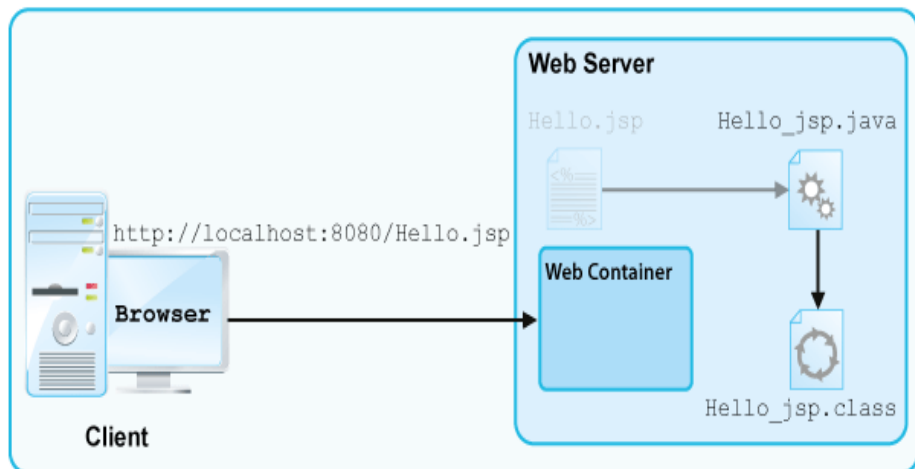 Web Server
Hello.jsp
Hello_jsp.java
<%
%>
http://localhost:8080/Hello.jsp
Web Container
Browser
Hello_jsp.class
Client